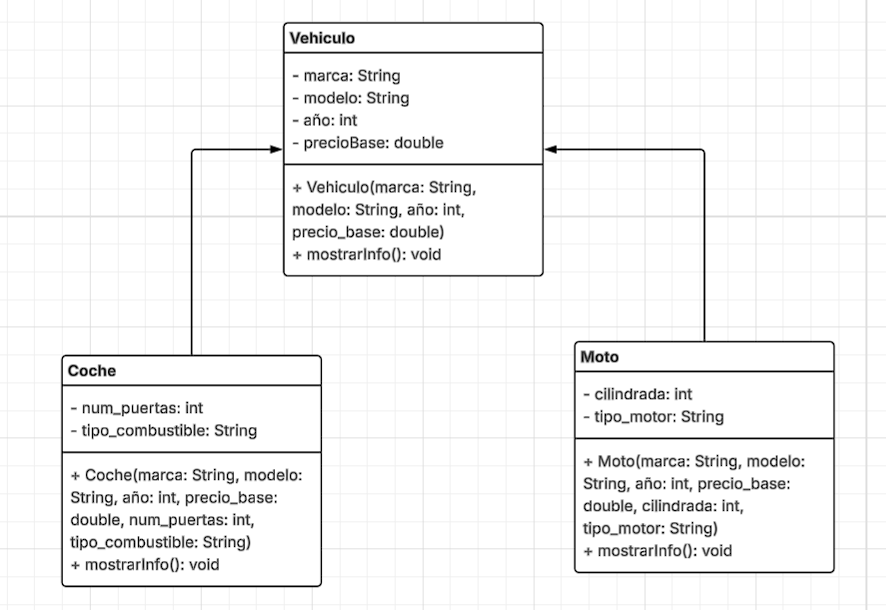 Vehiculo
- marca: String
- modelo: String
- año: int
- precioBase: double
+ Vehiculo(marca: String,
modelo: String, año: int,
precio_base: double)
+ mostrarInfo(): void
Coche
- num_puertas: int
- tipo_combustible: String
+ Coche(marca: String, modelo:
String, año: int, precio_base:
double, num_puertas: int,
tipo_combustible: String)
+ mostrarInfo(): void
Moto
- cilindrada: int
- tipo_motor: String
+ Moto(marca: String, modelo:
String, año: int, precio_base:
double, cilindrada: int,
tipo_motor: String)
+ mostrarInfo(): void